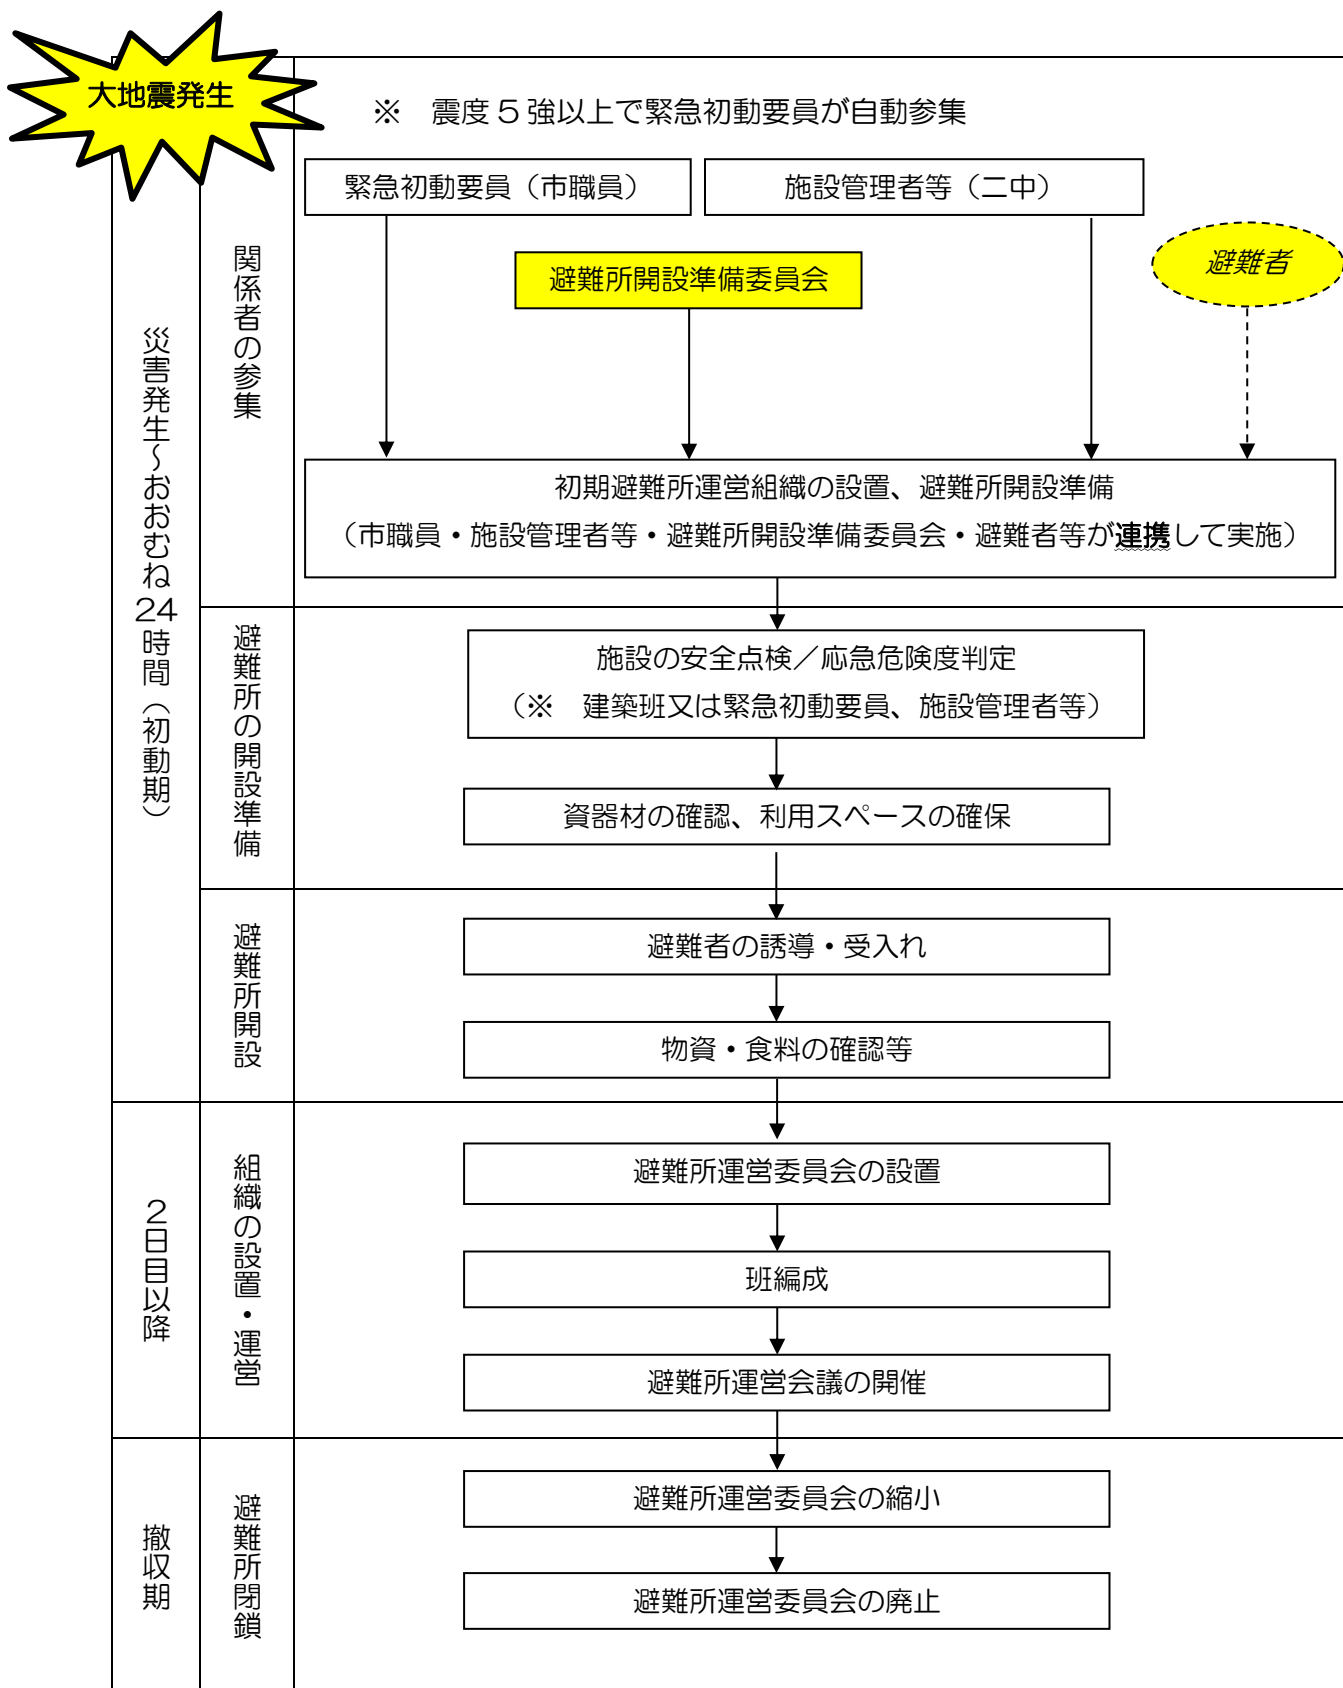 大地震発生
※　震度５強以上で緊急初動要員が自動参集
災害発生～おおむね24時間（初動期）
関係者の参集
緊急初動要員（市職員）
施設管理者等（二中）
避難所開設準備委員会
避難者
初期避難所運営組織の設置、避難所開設準備
（市職員・施設管理者等・避難所開設準備委員会・避難者等が連携して実施）
避難所の開設準備
施設の安全点検／応急危険度判定
（※　建築班又は緊急初動要員、施設管理者等）
資器材の確認、利用スペースの確保
避難所開設
避難者の誘導・受入れ
物資・食料の確認等
２日目以降
組織の設置・運営
避難所運営委員会の設置
班編成
避難所運営会議の開催
撤収期
避難所閉鎖
避難所運営委員会の縮小
避難所運営委員会の廃止